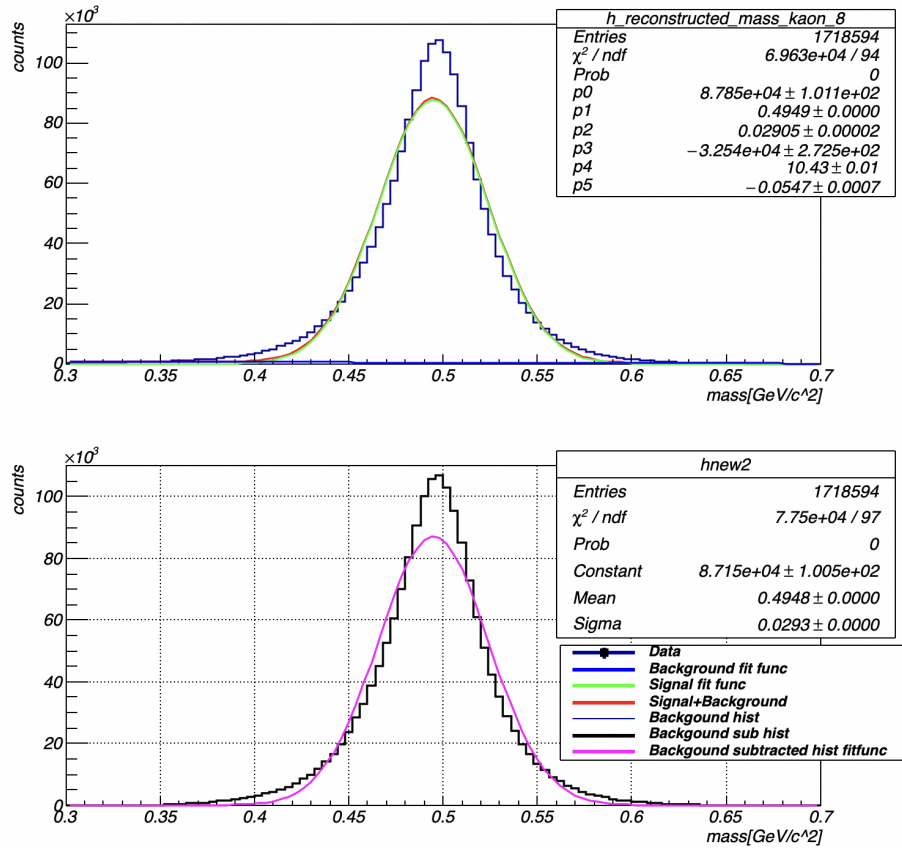 ×10³
counts
100
80
60
40
20
0
0.3 0.35 0.4 0.45 0.5 0.55 0.6 0.65 0.7
mass[GeV/c^2]
h_reconstructed_mass_kaon_8
Entries 1718594
χ² / ndf 6.963e+04 / 94
Prob 0
p0 8.785e+04 ± 1.011e+02
p1 0.4949 ± 0.0000
p2 0.02905 ± 0.00002
p3 −3.254e+04 ± 2.725e+02
p4 10.43 ± 0.01
p5 −0.0547 ± 0.0007
×10³
counts
100
80
60
40
20
0
0.3 0.35 0.4 0.45 0.5 0.55 0.6 0.65 0.7
mass[GeV/c^2]
hnew2
Entries 1718594
χ² / ndf 7.75e+04 / 97
Prob 0
Constant 8.715e+04 ± 1.005e+02
Mean 0.4948 ± 0.0000
Sigma 0.0293 ± 0.0000
Data
Background fit func
Signal fit func
Signal+Background
Backgound hist
Backgound sub hist
Backgound subtracted hist fitfunc